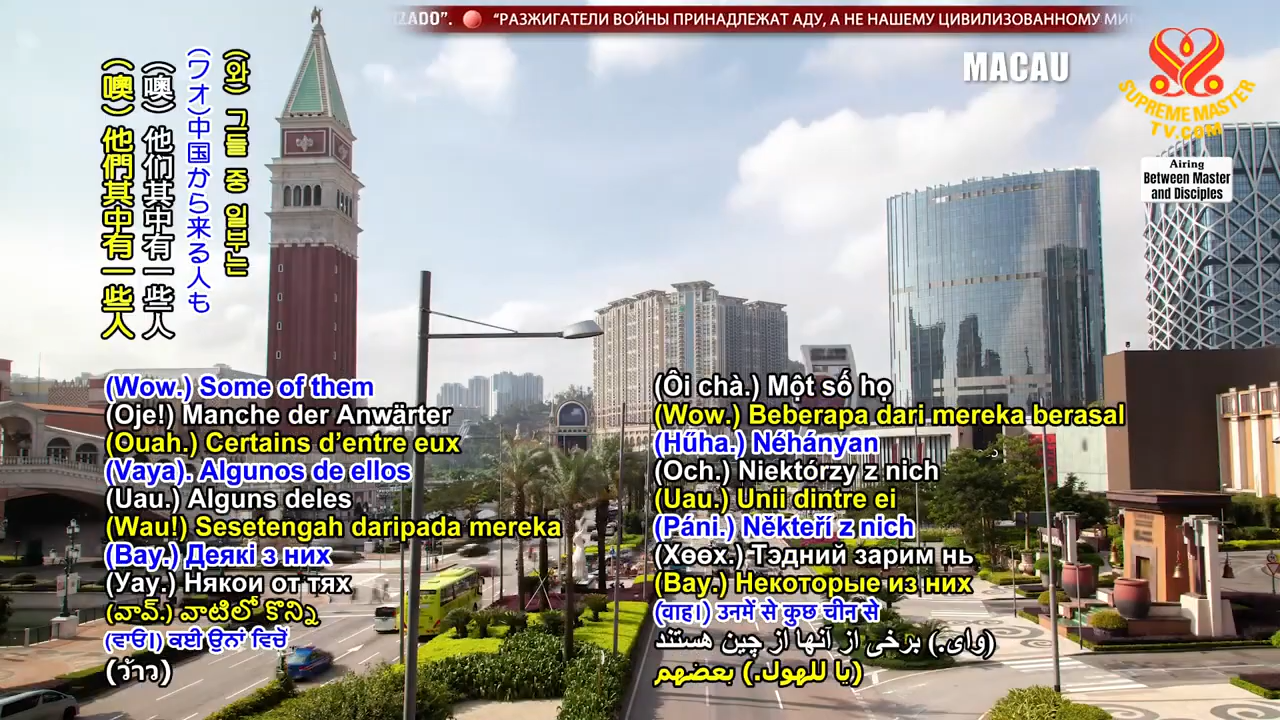 ZADO”. 🔴 “РАЗЖИГАТЕЛИ ВОЙНЫ ПРИНАДЛЕЖАТ АДУ, А НЕ НАШЕМУ ЦИВИЛИЗОВАННОМУ
MACAU
SUPREME MASTER
TV.COM
Airing
Between Master
and Disciples
(와) 그들 중 일부는
(ワオ)中国から来る人も
(噢) 他们其中有一些人
(噢) 他們其中有一些人
(Wow.) Some of them
(Oje!) Manche der Anwärter
(Ouah.) Certains d’entre eux
(Vaya). Algunos de ellos
(Uau.) Alguns deles
(Wau!) Sesetengah daripada mereka
(Вау.) Деякі з них
(Уау.) Някои от тях
(వావ్.) వాటిలో కొన్ని
(ਵਾਓ।) ਕਈ ਉਨਾਂ ਵਿਚੋਂ
(ว้าว)
(Ôi chà.) Một số họ
(Wow.) Beberapa dari mereka berasal
(Hűha.) Néhányan
(Och.) Niektórzy z nich
(Uau.) Unii dintre ei
(Páni.) Někteří z nich
(Хөөх.) Тэдний зарим нь
(Вау.) Некоторые из них
(वाह।) उनमें से कुछ चीन से
(وای.) برخی از آنها از چین هستند
(يا للهول.) بعضهم